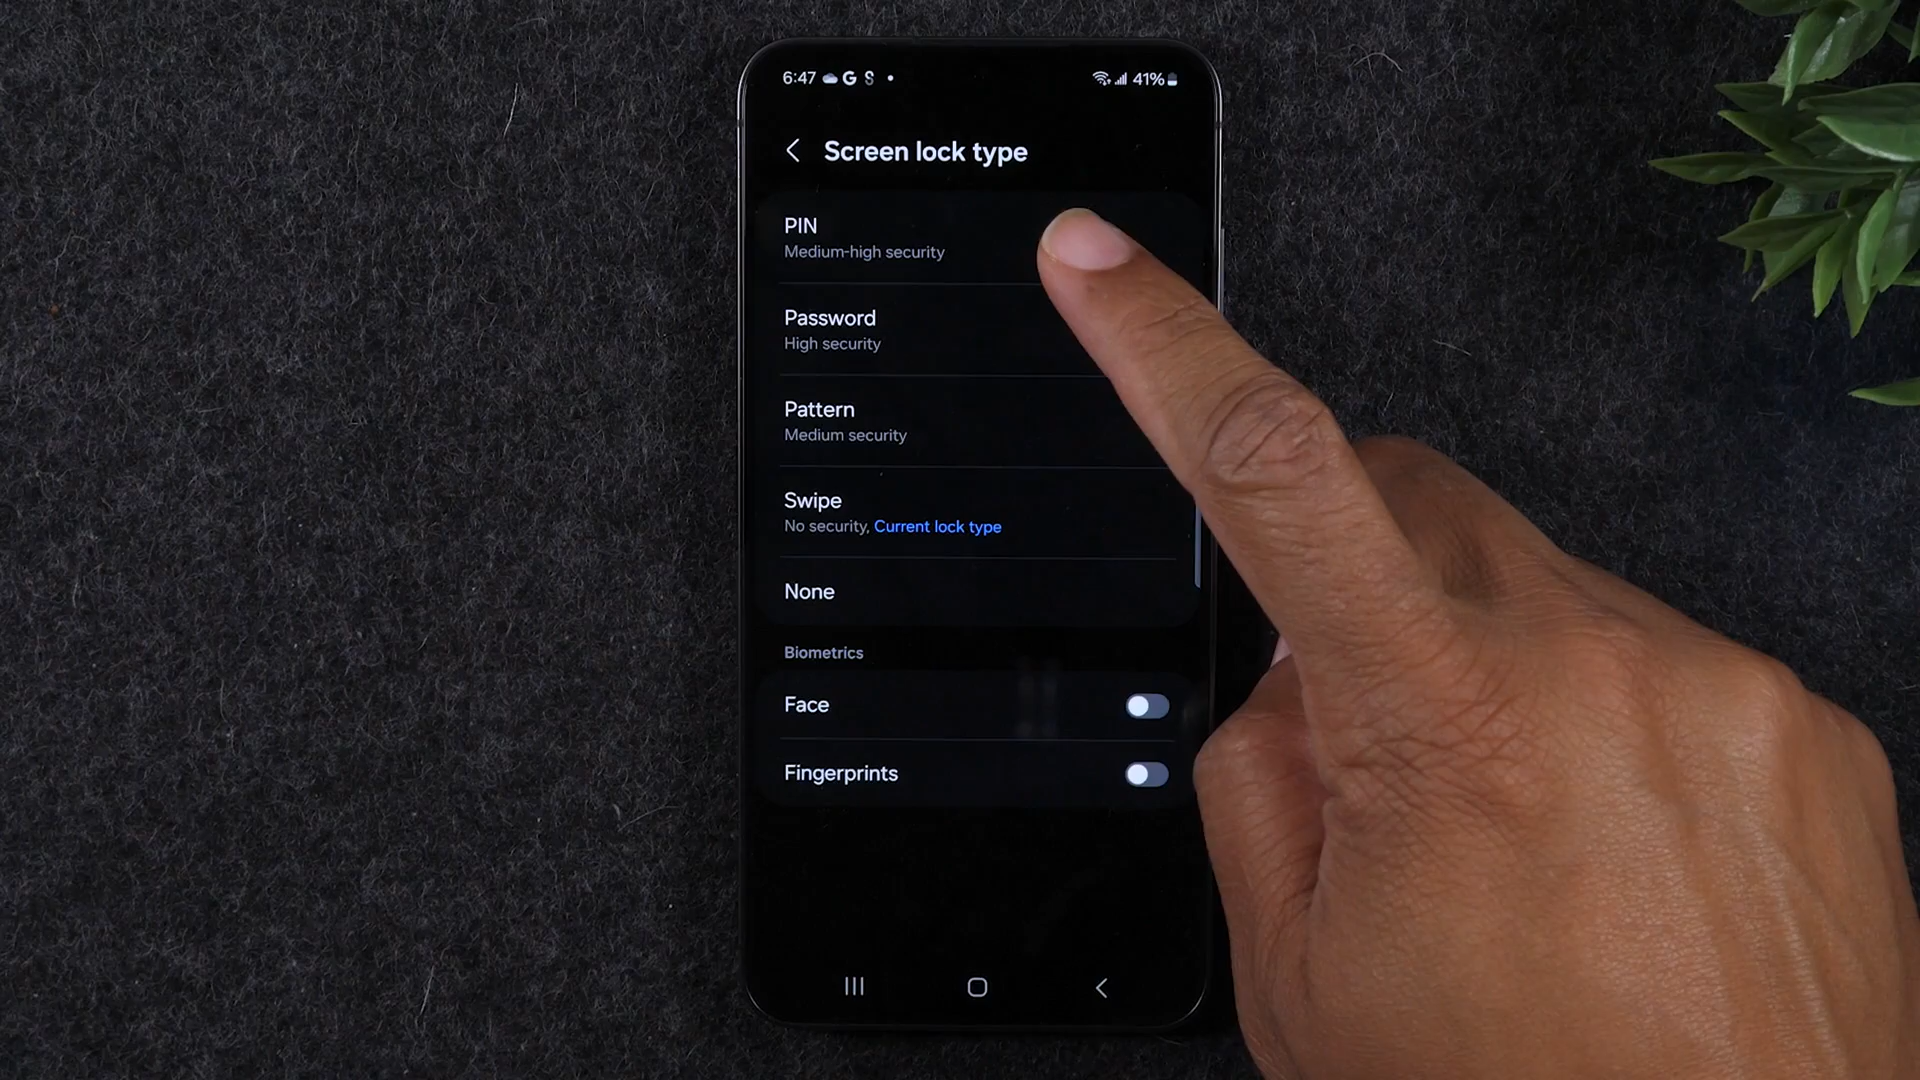 6:47 G 41%
Screen lock type
PIN
Medium-high security
Password
High security
Pattern
Medium security
Swipe
No security, Current lock type
None
Biometrics
Face
Fingerprints